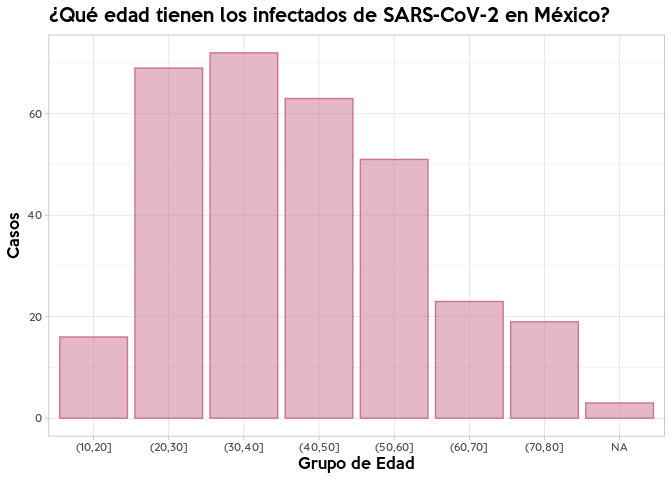 ¿Qué edad tienen los infectados de SARS-CoV-2 en México?
Casos
60
40
20
0
(10,20] (20,30] (30,40] (40,50] (50,60] (60,70] (70,80] NA
Grupo de Edad